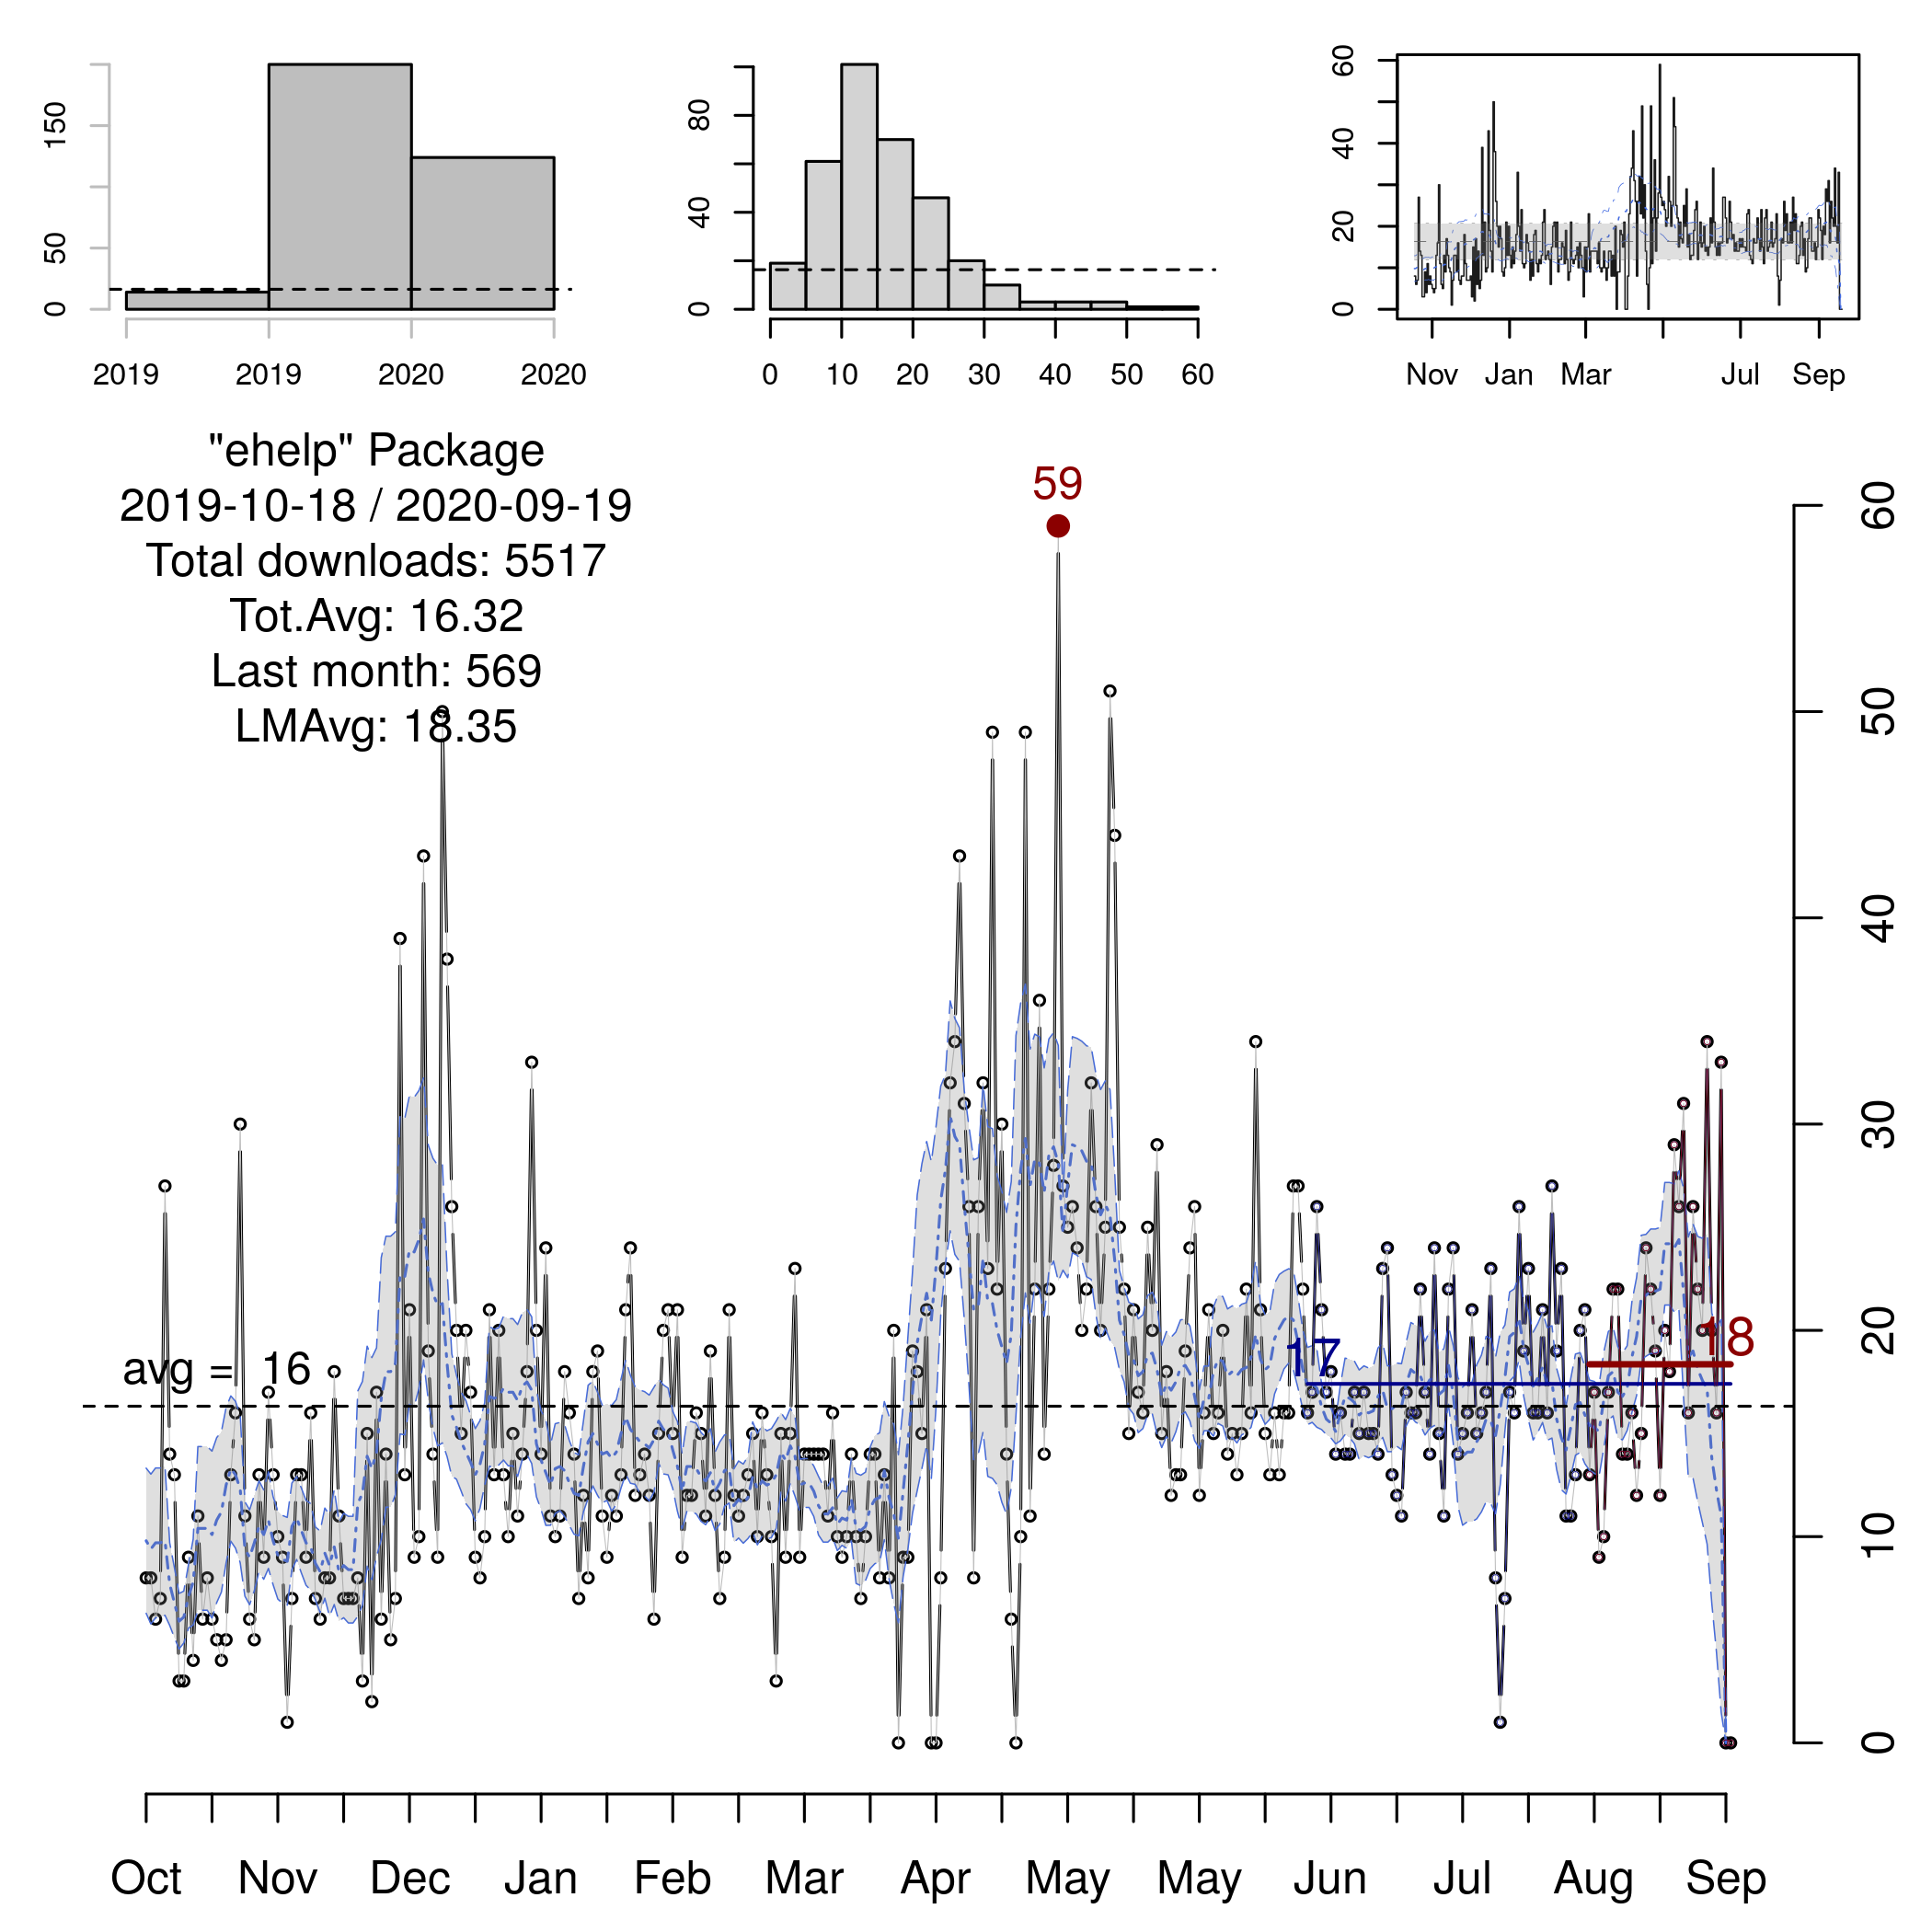 150
50
0
2019 2019 2020 2020
80
40
0
0 10 20 30 40 50 60
60
40
20
0
Nov Jan Mar Jul Sep
"ehelp" Package
2019-10-18 / 2020-09-19
Total downloads: 5517
Tot.Avg: 16.32
Last month: 569
LMAvg: 18.35
59
avg = 16
17
18
60
50
40
30
20
10
0
Oct Nov Dec Jan Feb Mar Apr May May Jun Jul Aug Sep